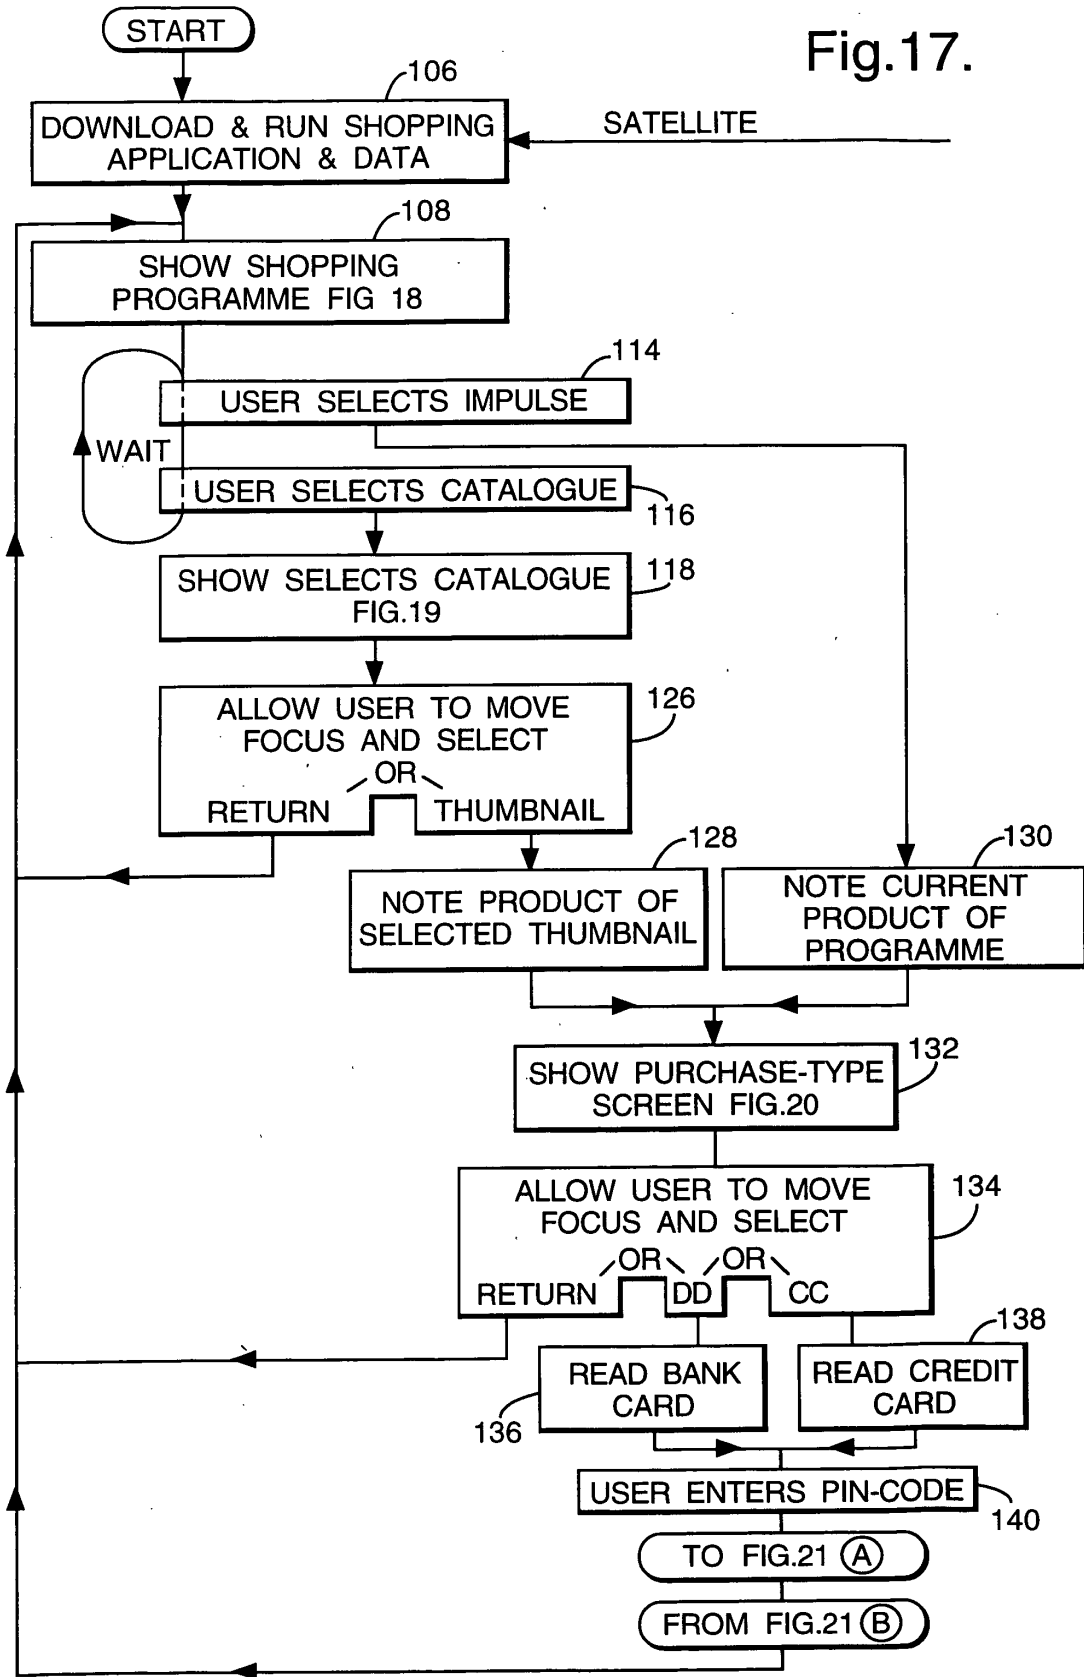 START
Fig.17.
106
DOWNLOAD & RUN SHOPPING
APPLICATION & DATA
SATELLITE
108
SHOW SHOPPING
PROGRAMME FIG 18
114
USER SELECTS IMPULSE
WAIT
USER SELECTS CATALOGUE
116
SHOW SELECTS CATALOGUE
FIG.19
118
ALLOW USER TO MOVE
FOCUS AND SELECT
OR
RETURN THUMBNAIL
126
128
NOTE PRODUCT OF
SELECTED THUMBNAIL
130
NOTE CURRENT
PRODUCT OF
PROGRAMME
SHOW PURCHASE-TYPE
SCREEN FIG.20
132
ALLOW USER TO MOVE
FOCUS AND SELECT
OR OR
RETURN DD CC
134
READ BANK
CARD
136
138
READ CREDIT
CARD
USER ENTERS PIN-CODE
140
TO FIG.21 A
FROM FIG.21 B